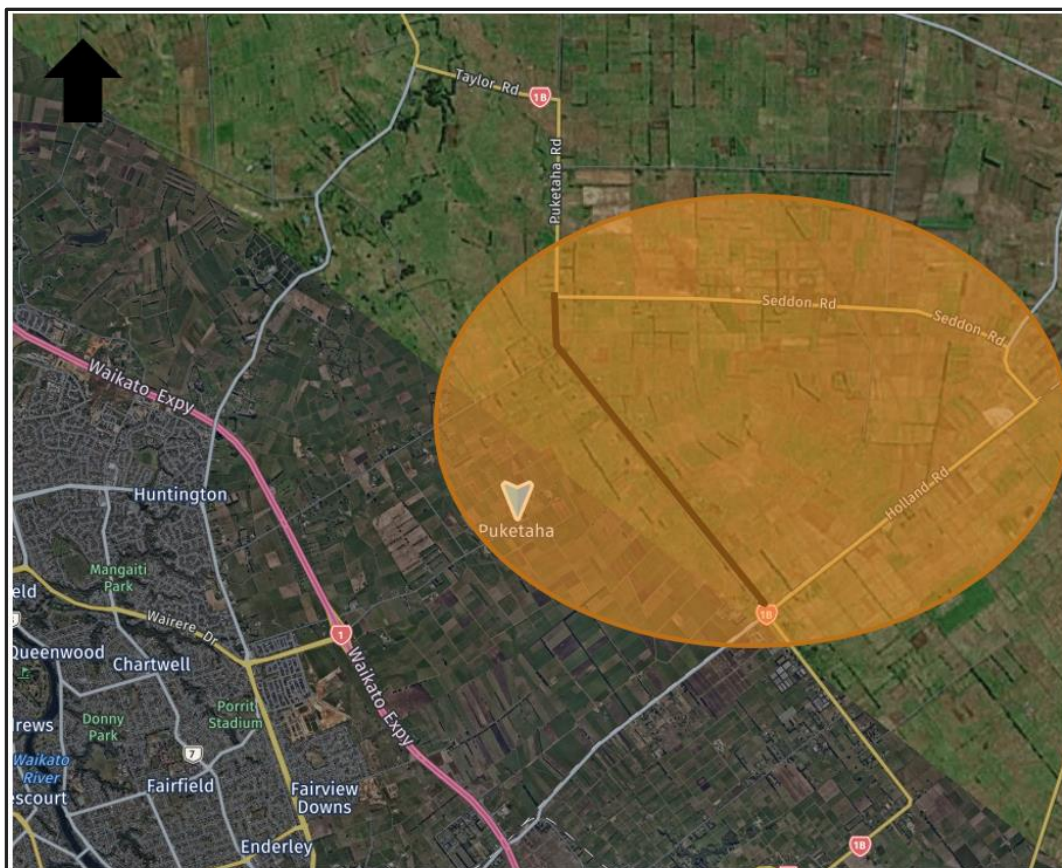 Taylor Rd
1B
Puketaha Rd
Seddon Rd
Seddon Rd
Waikato Expy
Holland Rd
Huntington
Puketaha
Mangaiti
Park
eld
Wairere Dr
1B
1
Queenwood
Chartwell
Waikato Expy
Porrit
Stadium
Donny
Park
drews
7
Waikato
River
escourt
Fairfield
Fairview
Downs
Enderley
1B